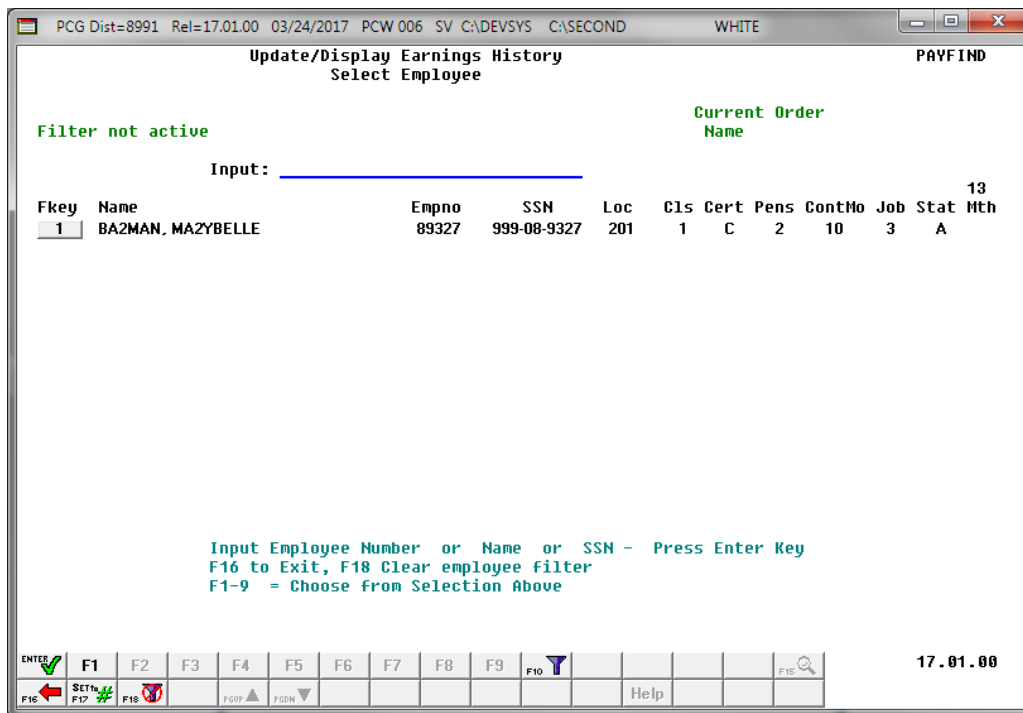 PCG Dist=8991 Rel=17.01.00 03/24/2017 PCW 006 SV C:\DEVSYS C:\SECOND WHITE
Update/Display Earnings History PAYFIND
Select Employee
Current Order
Filter not active Name
Input:
13
Fkey Name Empno SSN Loc Cls Cert Pens ContMo Job Stat Mth
1 BA2MAN, MA2YBELLE 89327 999-08-9327 201 1 C 2 10 3 A
Input Employee Number or Name or SSN - Press Enter Key
F16 to Exit, F18 Clear employee filter
F1-9 = Choose from Selection Above
ENTER F1 F2 F3 F4 F5 F6 F7 F8 F9 F10 F15 17.01.00
F16 SETto F17 # F18 PGUP PGDN Help